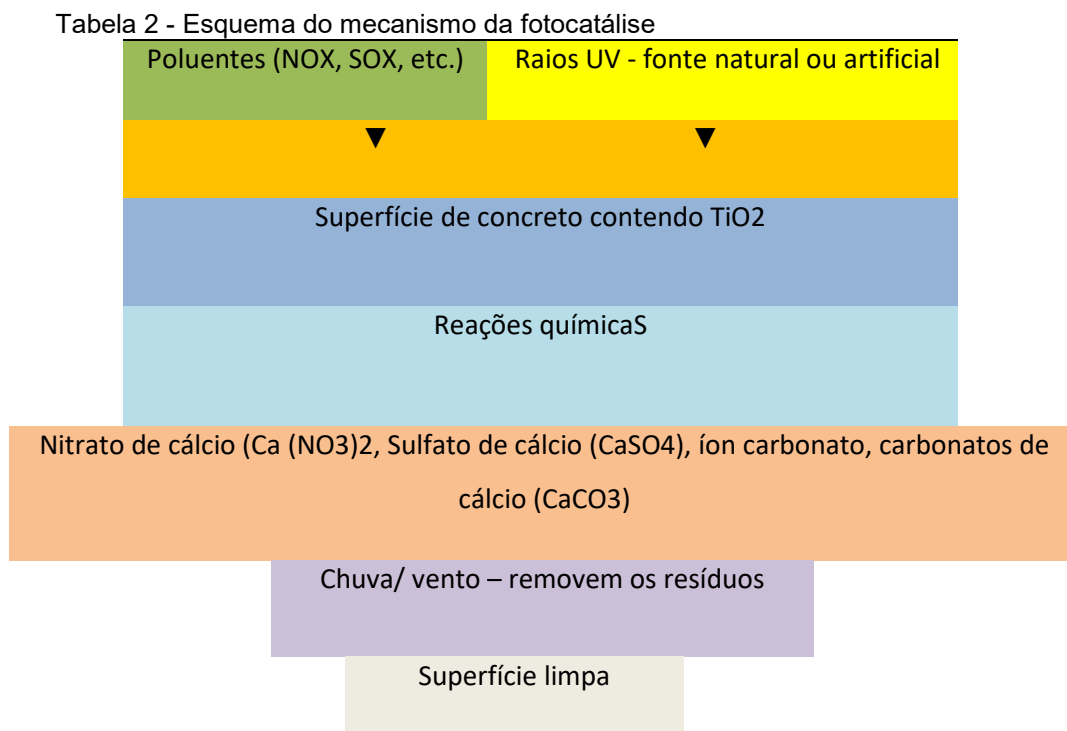 Tabela 2 - Esquema do mecanismo da fotocatálise
Poluentes (NOX, SOX, etc.) Raios UV - fonte natural ou artificial
▼ ▼
Superfície de concreto contendo TiO2
Reações químicaS
Nitrato de cálcio (Ca (NO3)2, Sulfato de cálcio (CaSO4), íon carbonato, carbonatos de
cálcio (CaCO3)
Chuva/ vento – removem os resíduos
Superfície limpa